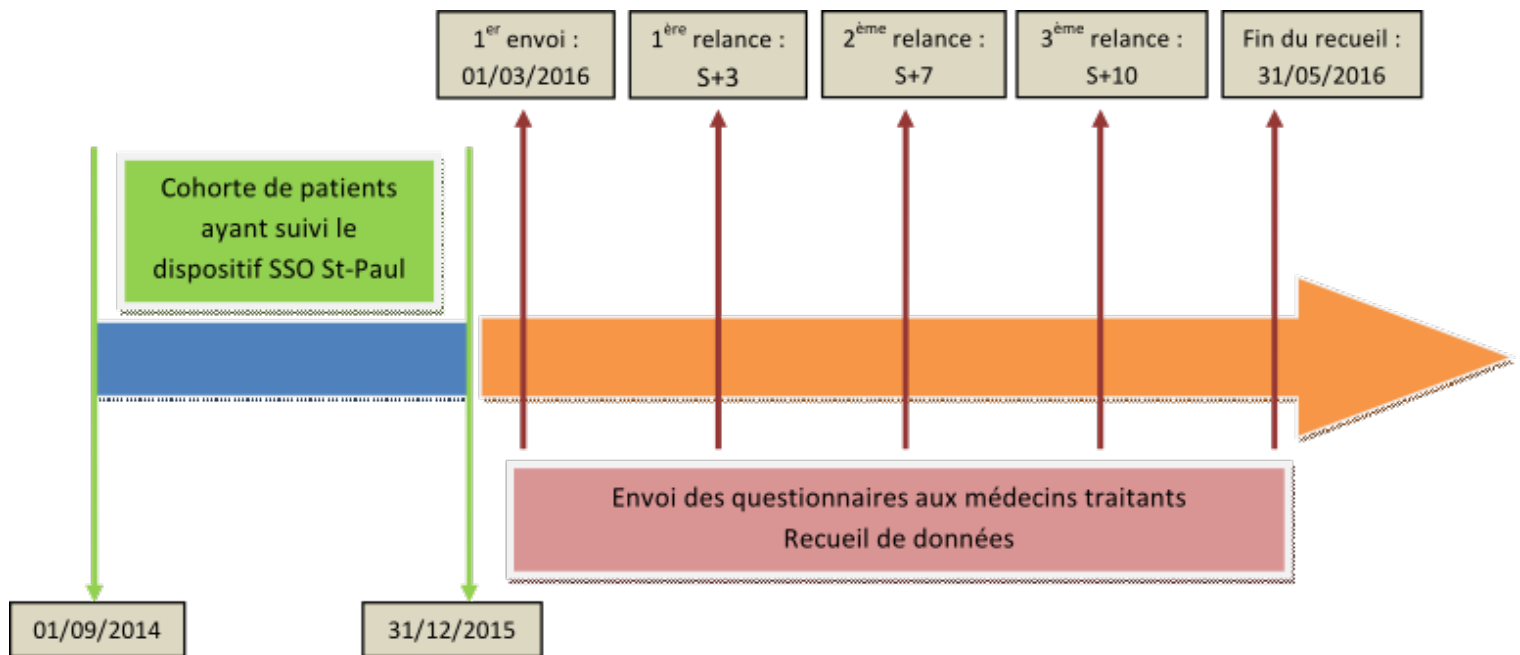 1er envoi :
01/03/2016
1ère relance :
S+3
2ème relance :
S+7
3ème relance :
S+10
Fin du recueil :
31/05/2016
Cohorte de patients
ayant suivi le
dispositif SSO St-Paul
Envoi des questionnaires aux médecins traitants
Recueil de données
01/09/2014
31/12/2015